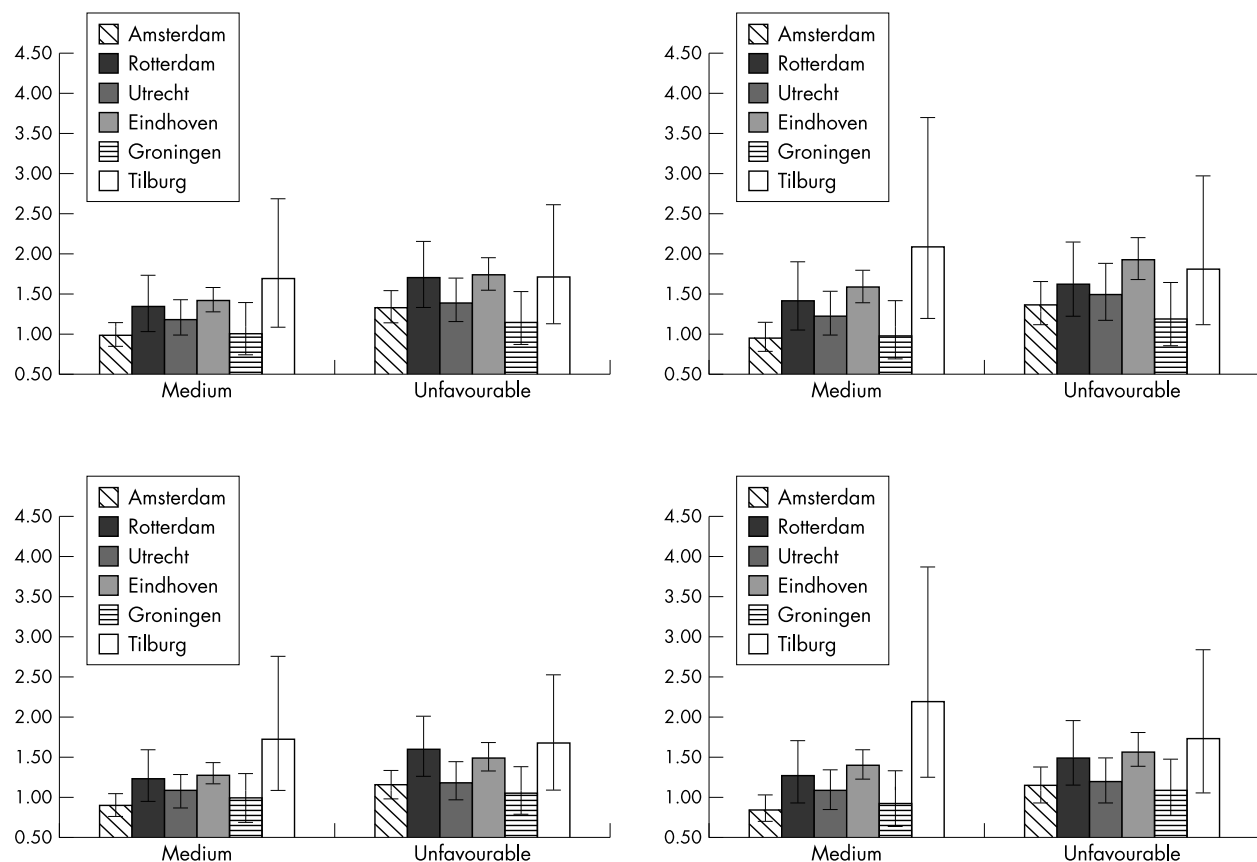 Amsterdam
4.50
Rotterdam
4.00
Utrecht
3.50
Eindhoven
3.00
Groningen
2.50
Tilburg
2.00
1.50
1.00
0.50
Medium
Unfavourable
Amsterdam
4.50
Rotterdam
4.00
Utrecht
3.50
Eindhoven
3.00
Groningen
2.50
Tilburg
2.00
1.50
1.00
0.50
Medium
Unfavourable
Amsterdam
4.50
Rotterdam
4.00
Utrecht
3.50
Eindhoven
3.00
Groningen
2.50
Tilburg
2.00
1.50
1.00
0.50
Medium
Unfavourable
Amsterdam
4.50
Rotterdam
4.00
Utrecht
3.50
Eindhoven
3.00
Groningen
2.50
Tilburg
2.00
1.50
1.00
0.50
Medium
Unfavourable